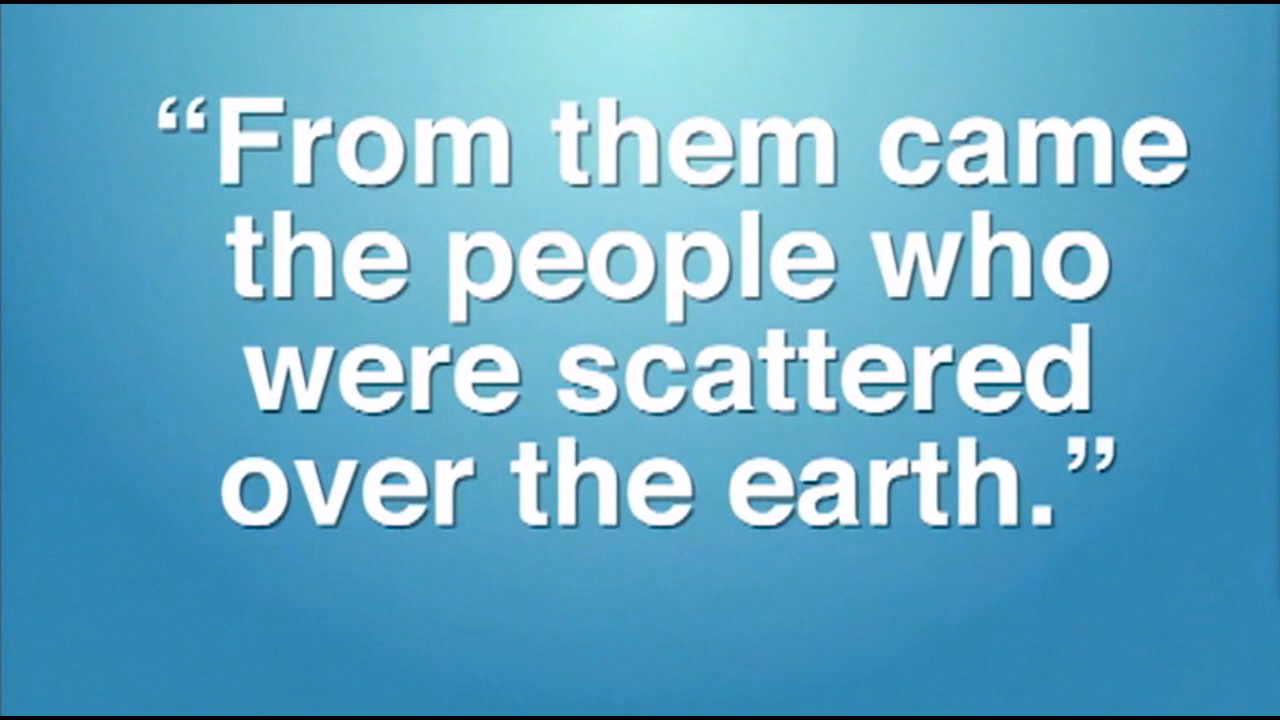 “From them came
the people who
were scattered
over the earth.”